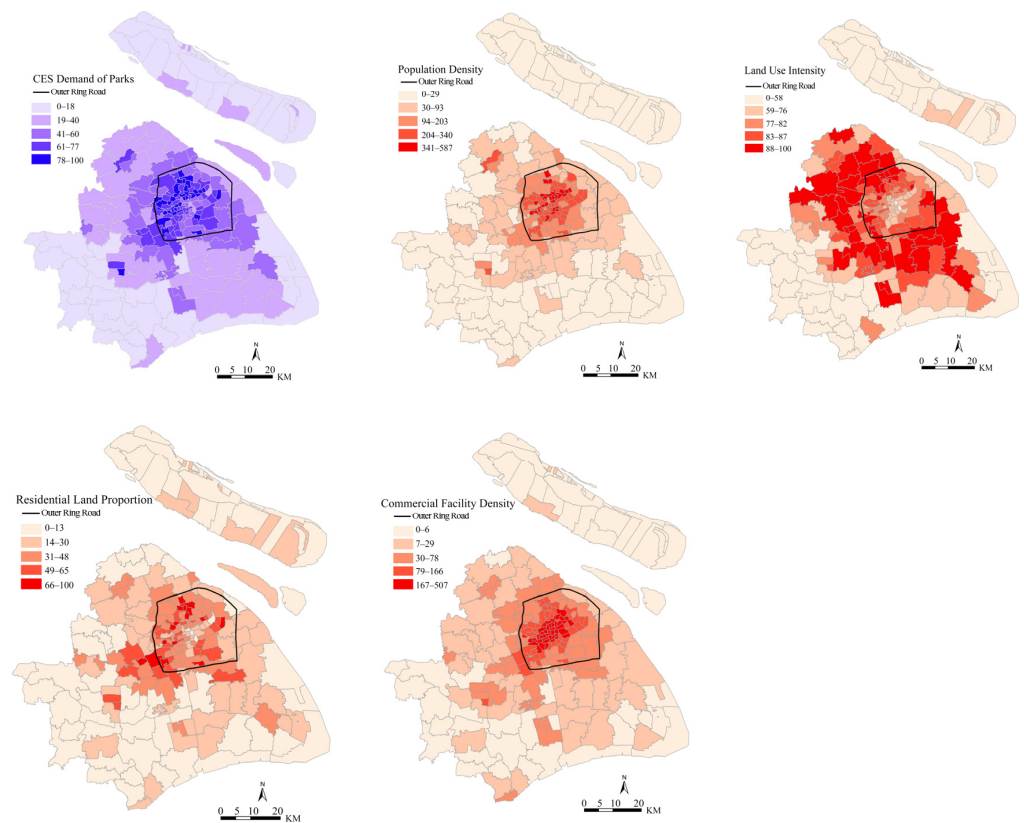 CES Demand of Parks
Outer Ring Road
0–18
19–40
41–60
61–77
78–100
N
0 5 10 20
KM
Population Density
Outer Ring Road
0–29
30–93
94–203
204–340
341–587
N
0 5 10 20
KM
Land Use Intensity
Outer Ring Road
0–58
59–76
77–82
83–87
88–100
N
0 5 10 20
KM
Residential Land Proportion
Outer Ring Road
0–13
14–30
31–48
49–65
66–100
N
0 5 10 20
KM
Commercial Facility Density
Outer Ring Road
0–6
7–29
30–78
79–166
167–507
N
0 5 10 20
KM